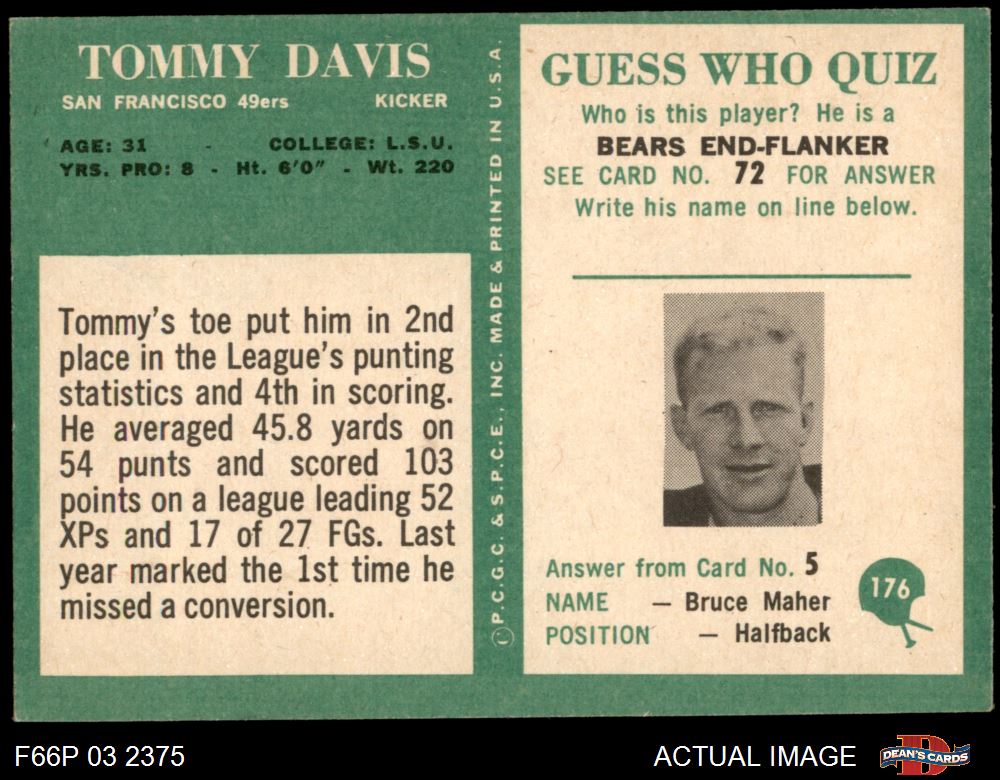 TOMMY DAVIS
SAN FRANCISCO 49ers KICKER
AGE: 31 - COLLEGE: L.S.U.
YRS. PRO: 8 - Ht. 6'0" - Wt. 220
Tommy's toe put him in 2nd
place in the League's punting
statistics and 4th in scoring.
He averaged 45.8 yards on
54 punts and scored 103
points on a league leading 52
XPs and 17 of 27 FGs. Last
year marked the 1st time he
missed a conversion.
© P.C.G.C. & S.P.C.E., INC. MADE & PRINTED IN U.S.A.
GUESS WHO QUIZ
Who is this player? He is a
BEARS END-FLANKER
SEE CARD NO. 72 FOR ANSWER
Write his name on line below.
Answer from Card No. 5
NAME — Bruce Maher
POSITION — Halfback
176
F66P 03 2375
ACTUAL IMAGE
DEAN'S CARDS